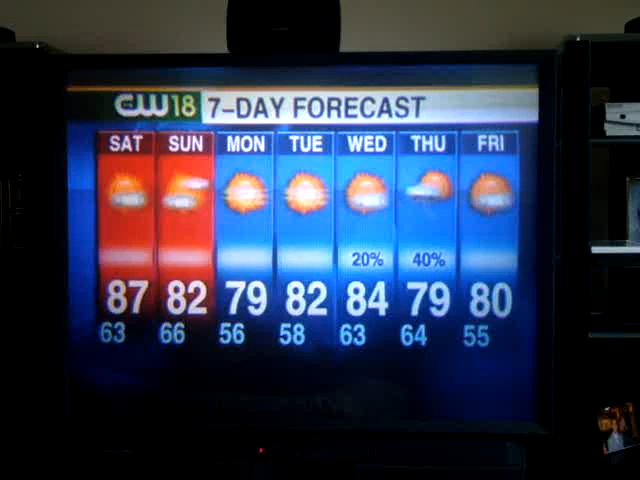 CW18 7-DAY FORECAST
SAT SUN MON TUE WED THU FRI
20% 40%
87 82 79 82 84 79 80
63 66 56 58 63 64 55